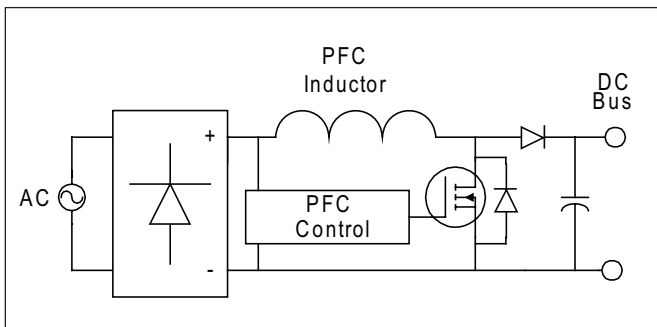 PFC
Inductor
DC
Bus
+
AC
PFC
Control
-